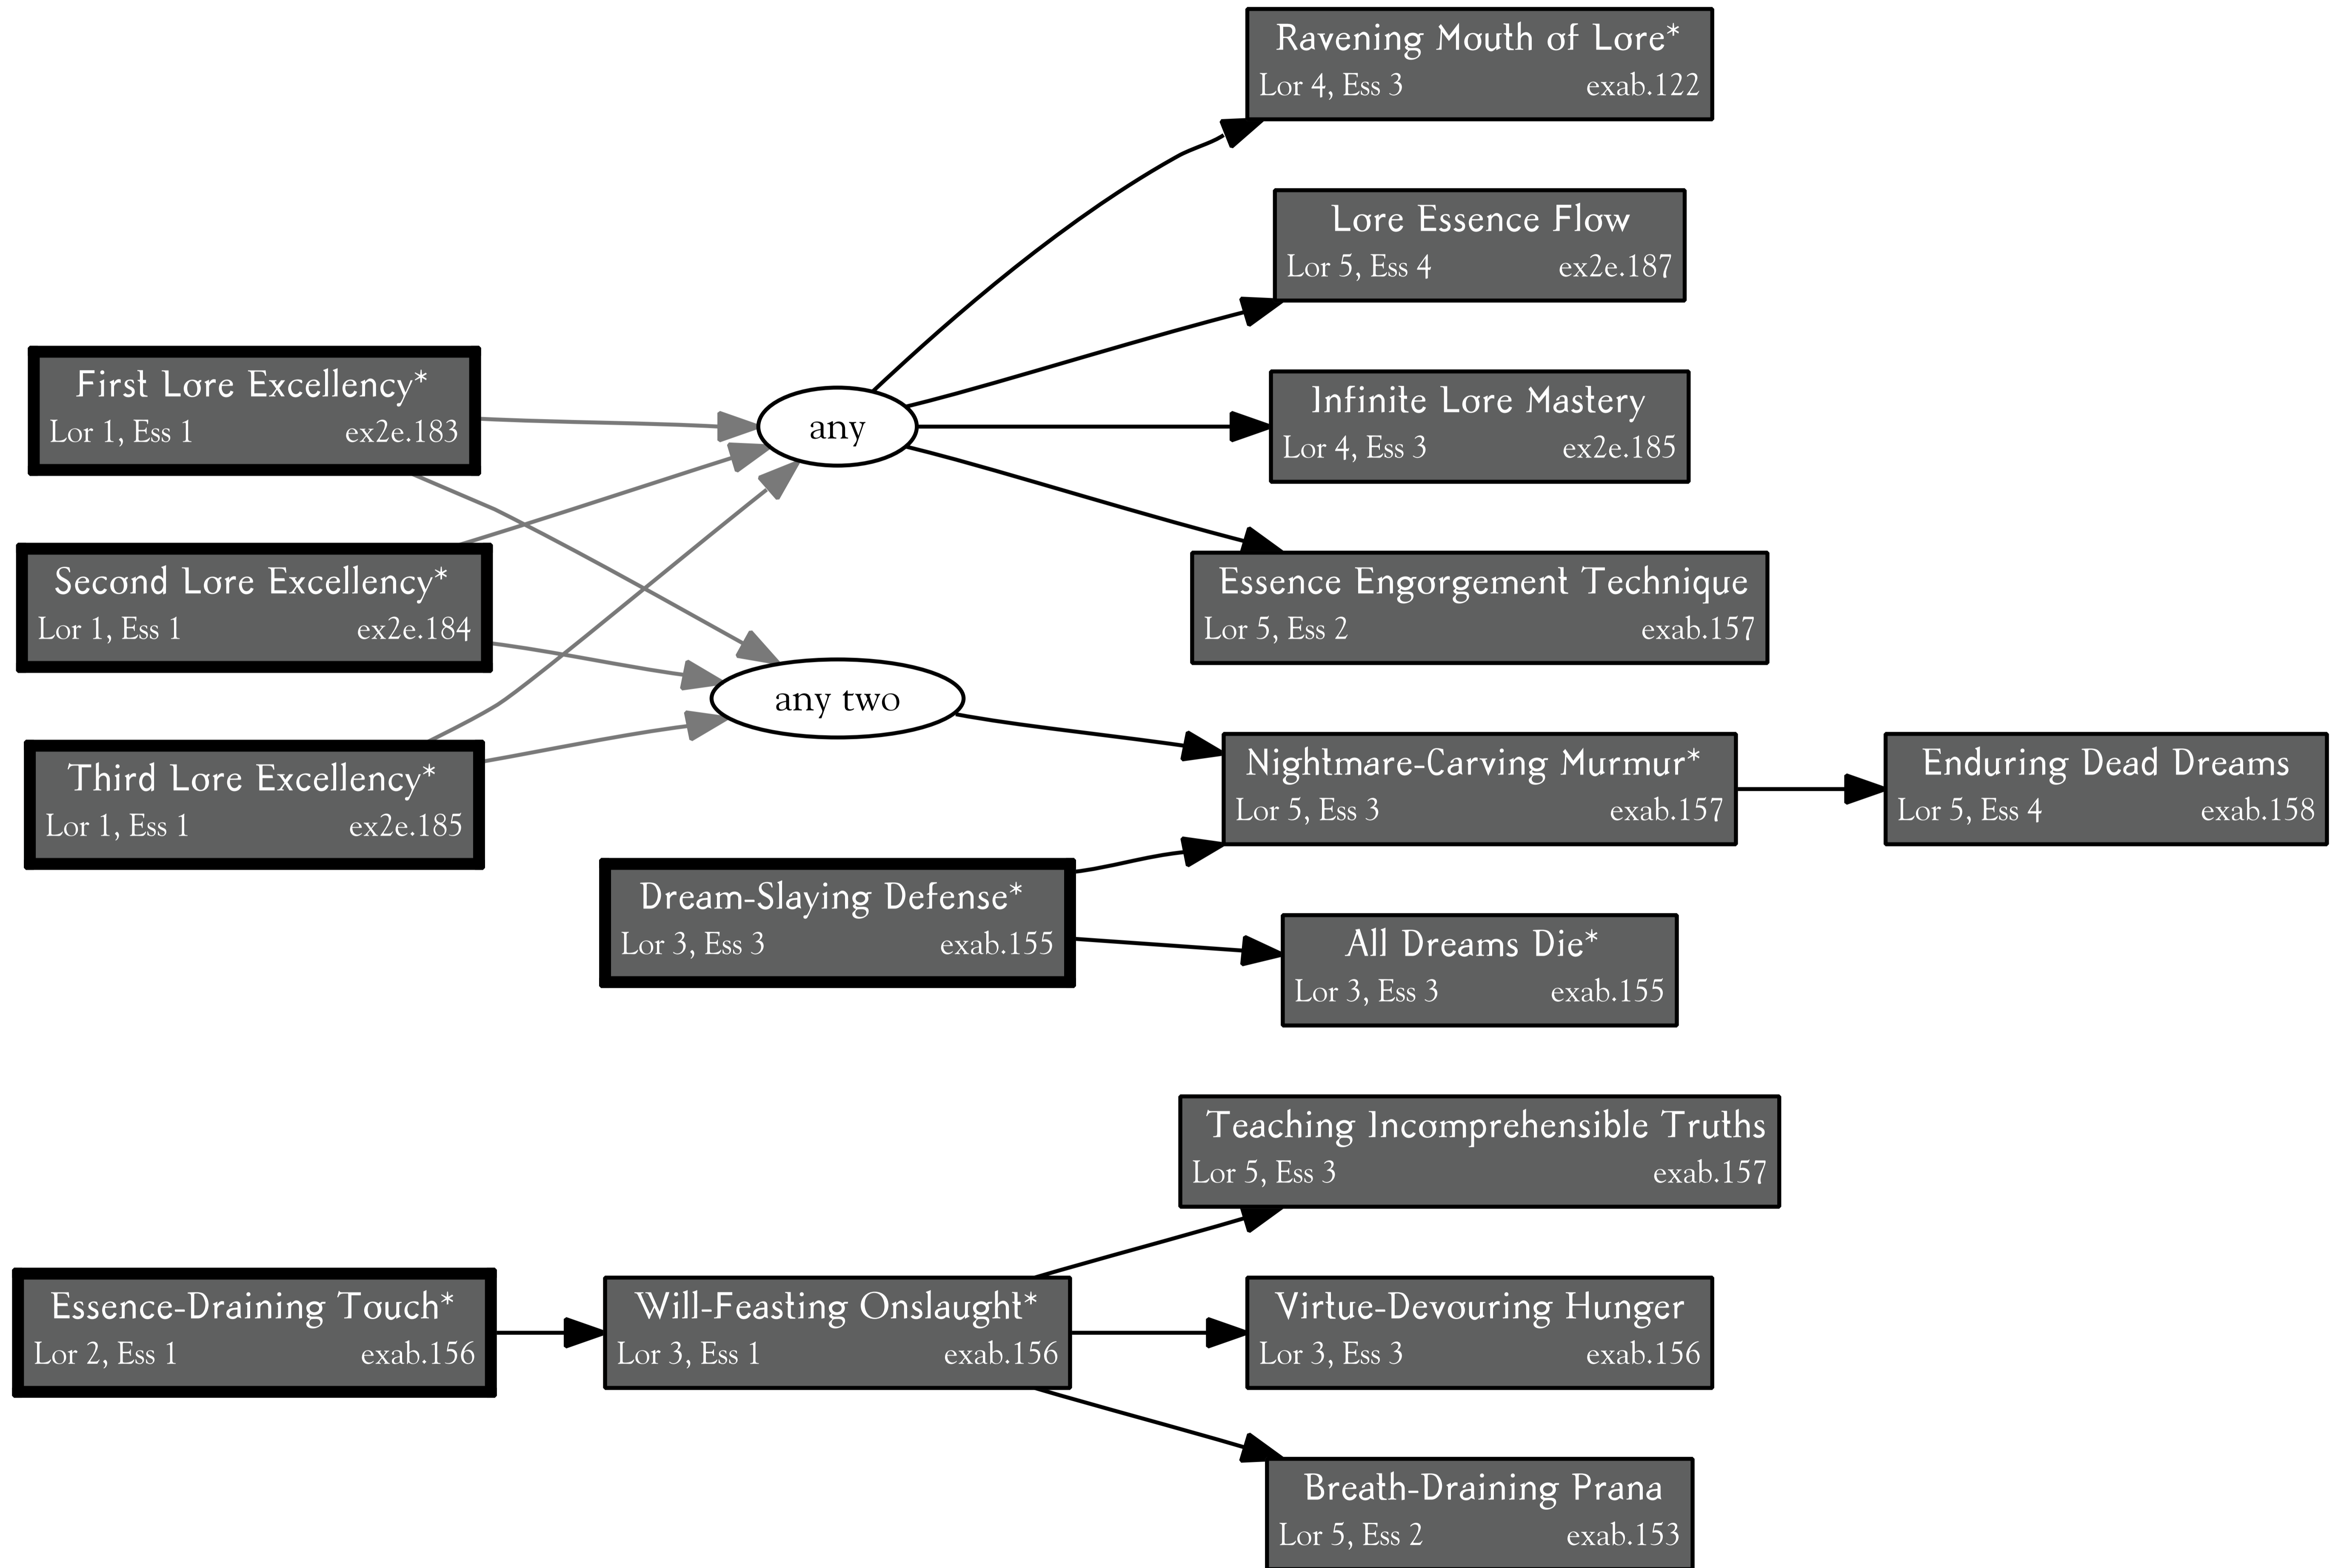 Ravening Mouth of Lore*
Lor 4, Ess 3 exab.122
Lore Essence Flow
Lor 5, Ess 4 ex2e.187
First Lore Excellency*
Lor 1, Ess 1 ex2e.183
any
Infinite Lore Mastery
Lor 4, Ess 3 ex2e.185
Second Lore Excellency*
Lor 1, Ess 1 ex2e.184
Essence Engorgement Technique
Lor 5, Ess 2 exab.157
any two
Third Lore Excellency*
Lor 1, Ess 1 ex2e.185
Nightmare-Carving Murmur*
Lor 5, Ess 3 exab.157
Enduring Dead Dreams
Lor 5, Ess 4 exab.158
Dream-Slaying Defense*
Lor 3, Ess 3 exab.155
All Dreams Die*
Lor 3, Ess 3 exab.155
Teaching Incomprehensible Truths
Lor 5, Ess 3 exab.157
Essence-Draining Touch*
Lor 2, Ess 1 exab.156
Will-Feasting Onslaught*
Lor 3, Ess 1 exab.156
Virtue-Devouring Hunger
Lor 3, Ess 3 exab.156
Breath-Draining Prana
Lor 5, Ess 2 exab.153